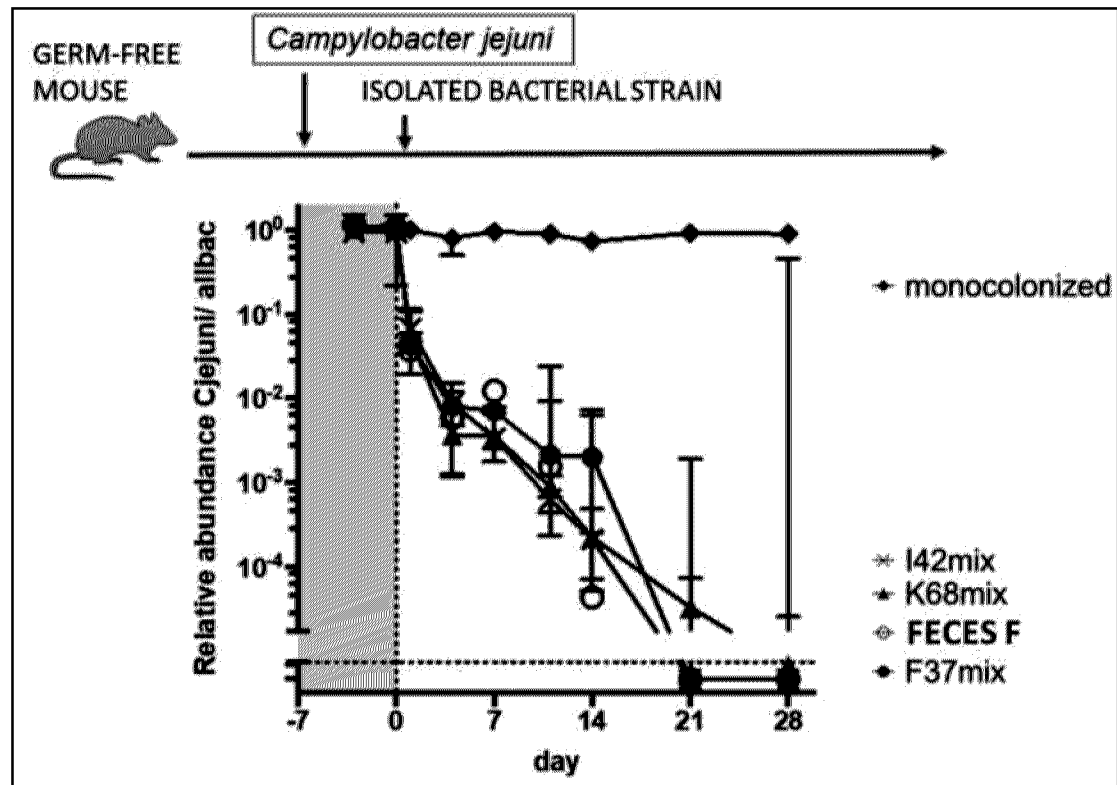 Campylobacter jejuni
GERM-FREE
MOUSE
ISOLATED BACTERIAL STRAIN
Relative abundance Cjejuni/ allbac
10⁰
10⁻¹
10⁻²
10⁻³
10⁻⁴
monocolonized
I42mix
K68mix
FECES F
F37mix
-7
0
7
14
21
28
day